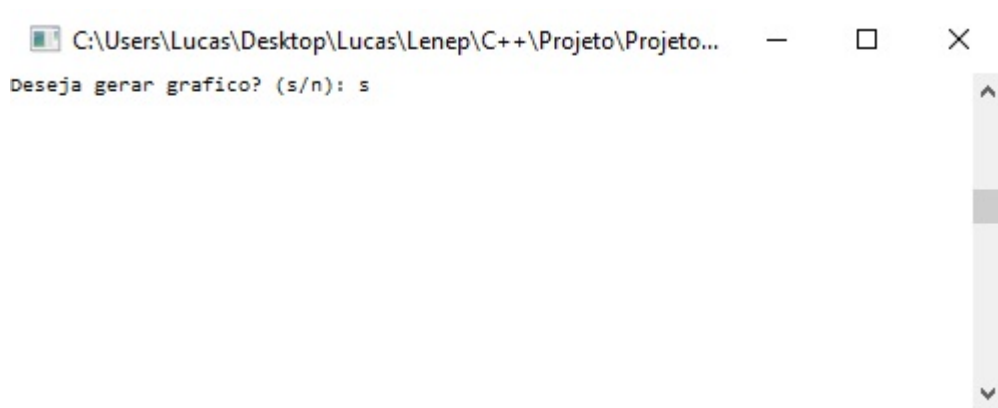 C:\Users\Lucas\Desktop\Lucas\Lenep\C++\Projeto\Projeto...
Deseja gerar grafico? (s/n): s